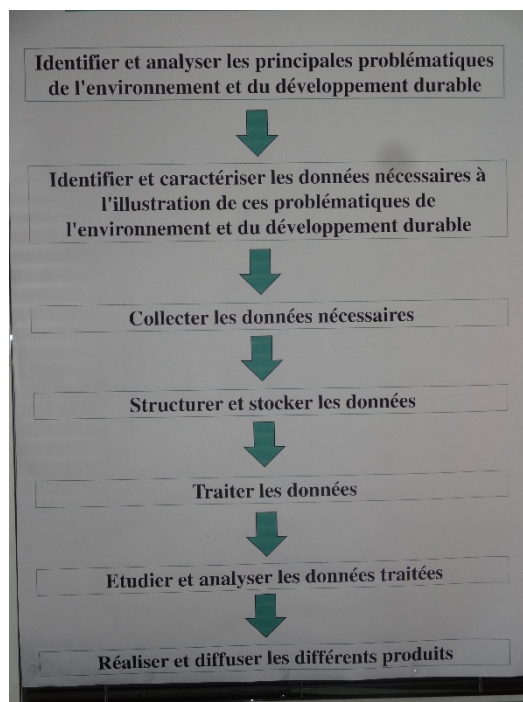 Identifier et analyser les principales problématiques
de l'environnement et du développement durable
Identifier et caractériser les données nécessaires à
l'illustration de ces problématiques de
l'environnement et du développement durable
Collecter les données nécessaires
Structurer et stocker les données
Traiter les données
Etudier et analyser les données traitées
Réaliser et diffuser les différents produits